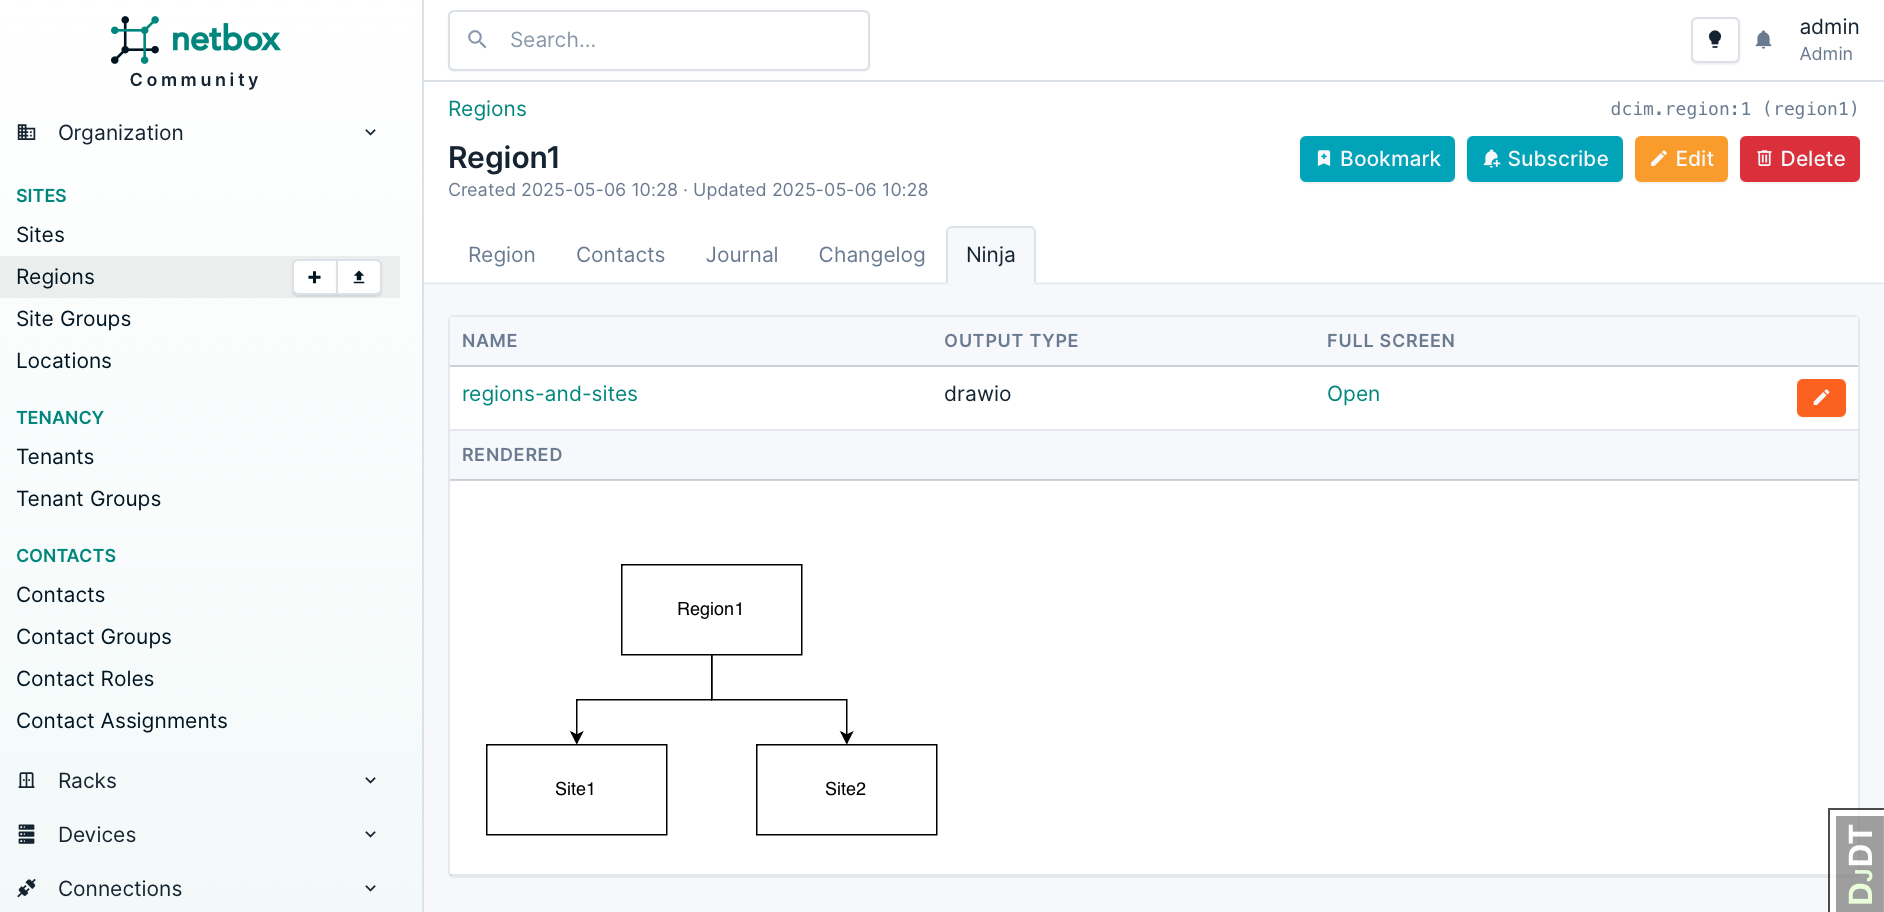 netbox
Community
Search...
admin
Admin
Organization
SITES
Sites
Regions
Site Groups
Locations
TENANCY
Tenants
Tenant Groups
CONTACTS
Contacts
Contact Groups
Contact Roles
Contact Assignments
Racks
Devices
Connections
Regions
dcim.region:1 (region1)
Region1
Created 2025-05-06 10:28 · Updated 2025-05-06 10:28
Bookmark
Subscribe
Edit
Delete
Region
Contacts
Journal
Changelog
Ninja
NAME
OUTPUT TYPE
FULL SCREEN
regions-and-sites
drawio
Open
RENDERED
Region1
Site1
Site2
DJDT